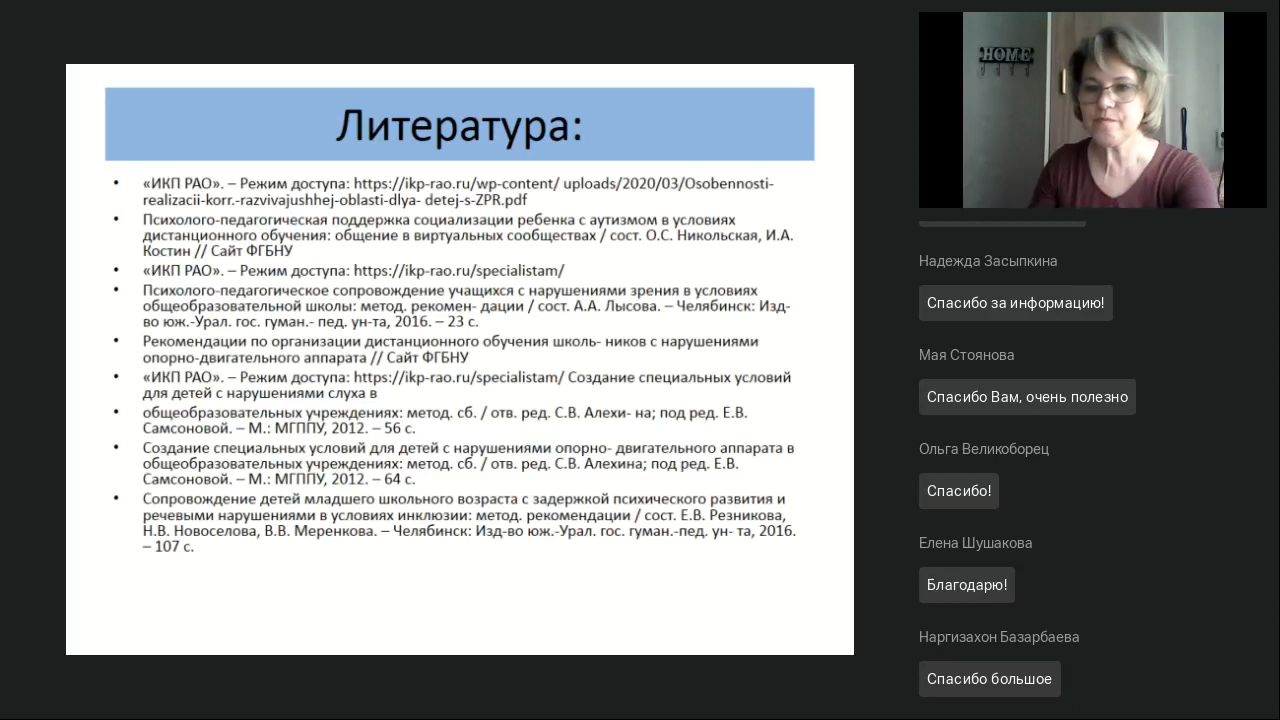 Литература:
• «ИКП РАО». – Режим доступа: https://ikp-rao.ru/wp-content/ uploads/2020/03/Osobennosti-
realizacii-korr.-razvivajushhej-oblasti-dlya- detej-s-ZPR.pdf
• Психолого-педагогическая поддержка социализации ребенка с аутизмом в условиях
дистанционного обучения: общение в виртуальных сообществах / сост. О.С. Никольская, И.А.
Костин // Сайт ФГБНУ
• «ИКП РАО». – Режим доступа: https://ikp-rao.ru/specialistam/
• Психолого-педагогическое сопровождение учащихся с нарушениями зрения в условиях
общеобразовательной школы: метод. рекомен- дации / сост. А.А. Лысова. – Челябинск: Изд-
во юж.-Урал. гос. гуман.- пед. ун-та, 2016. – 23 с.
• Рекомендации по организации дистанционного обучения школь- ников с нарушениями
опорно-двигательного аппарата // Сайт ФГБНУ
• «ИКП РАО». – Режим доступа: https://ikp-rao.ru/specialistam/ Создание специальных условий
для детей с нарушениями слуха в
• общеобразовательных учреждениях: метод. сб. / отв. ред. С.В. Алехи- на; под ред. Е.В.
Самсоновой. – М.: МГППУ, 2012. – 56 с.
• Создание специальных условий для детей с нарушениями опорно- двигательного аппарата в
общеобразовательных учреждениях: метод. сб. / отв. ред. С.В. Алехина; под ред. Е.В.
Самсоновой. – М.: МГППУ, 2012. – 64 с.
• Сопровождение детей младшего школьного возраста с задержкой психического развития и
речевыми нарушениями в условиях инклюзии: метод. рекомендации / сост. Е.В. Резникова,
Н.В. Новоселова, В.В. Меренкова. – Челябинск: Изд-во юж.-Урал. гос. гуман.-пед. ун- та, 2016.
– 107 с.
HOME
Надежда Засыпкина
Спасибо за информацию!
Мая Стоянова
Спасибо Вам, очень полезно
Ольга Великоборец
Спасибо!
Елена Шушакова
Благодарю!
Наргизахон Базарбаева
Спасибо большое